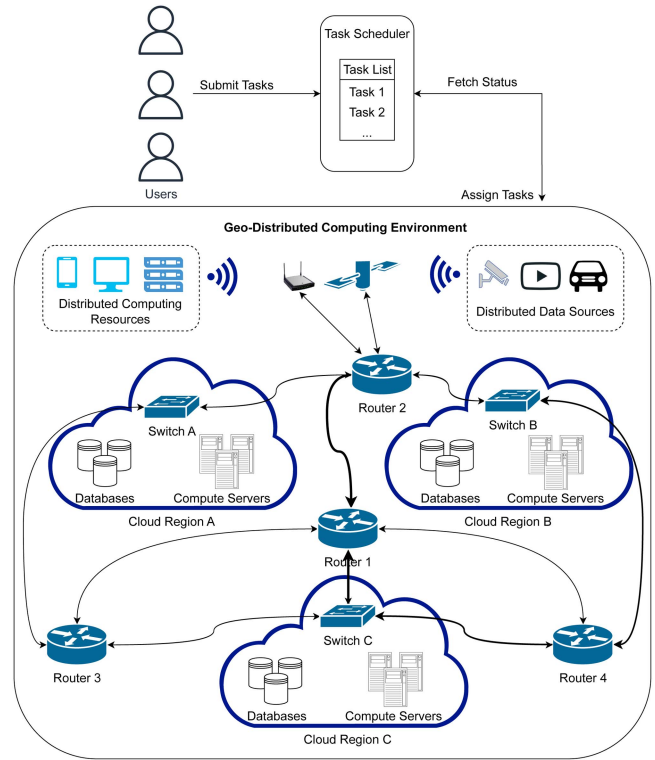 Task Scheduler
Task List
Task 1
Task 2
...
Submit Tasks
Fetch Status
Users
Assign Tasks
Geo-Distributed Computing Environment
Distributed Computing
Resources
Distributed Data Sources
Router 2
Switch A
Switch B
Databases
Compute Servers
Databases
Compute Servers
Cloud Region A
Cloud Region B
Router 1
Switch C
Router 3
Router 4
Databases
Compute Servers
Cloud Region C